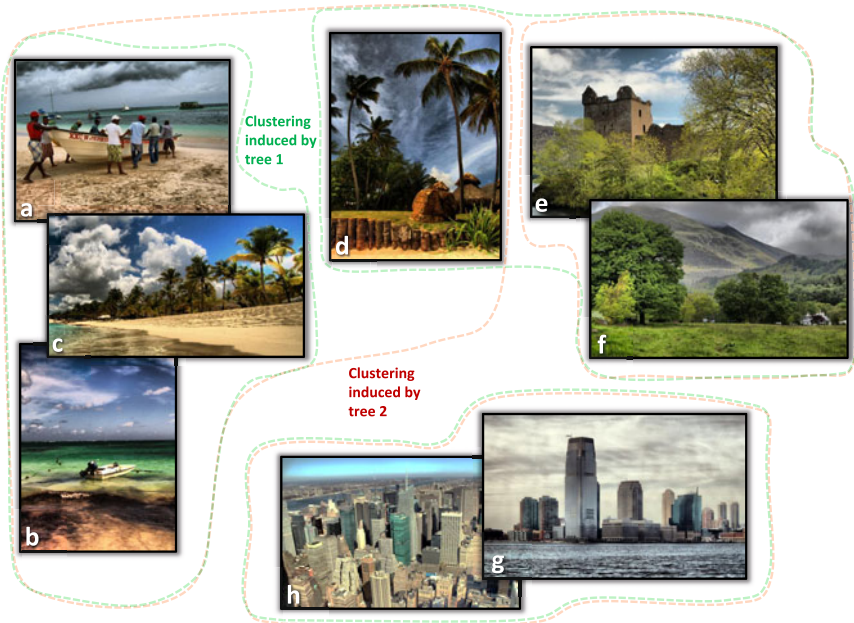 Clustering
induced by
tree 1
a
d
e
c
f
Clustering
induced by
tree 2
b
g
h